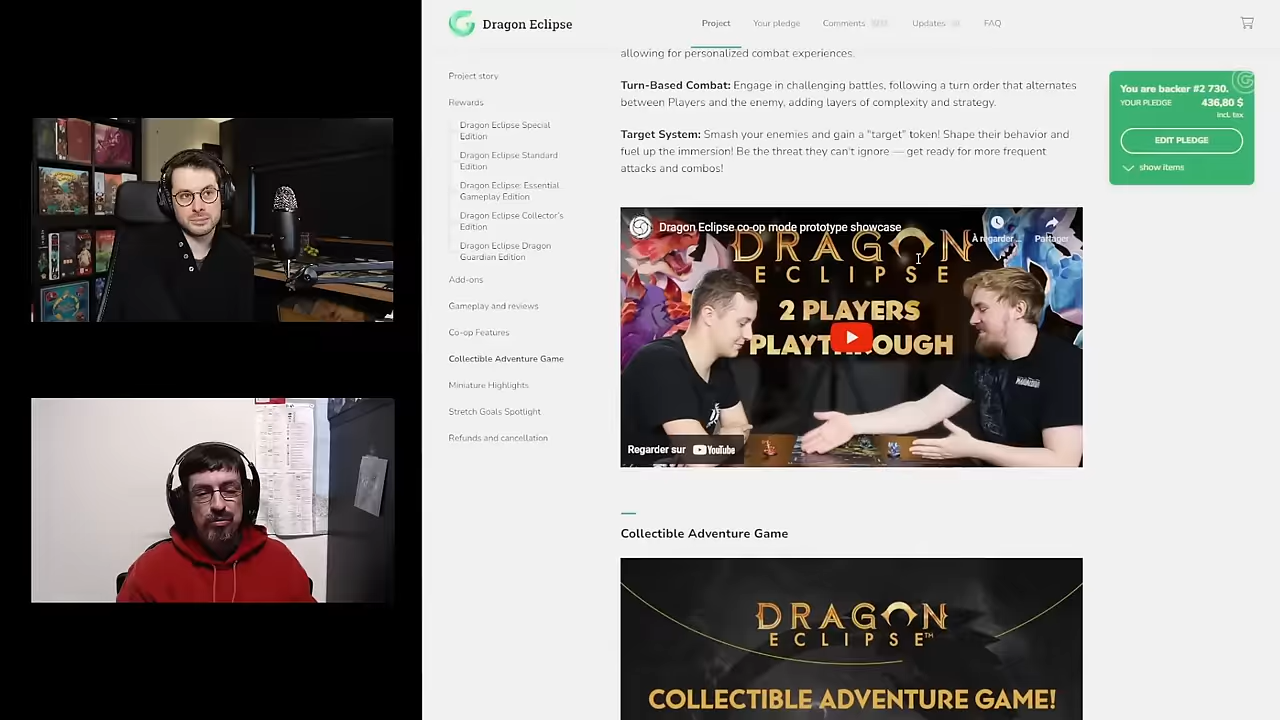 Dragon Eclipse
Project
Your pledge
Comments
Updates
FAQ
Project story
Rewards
Dragon Eclipse Special
Edition
Dragon Eclipse Standard
Edition
Dragon Eclipse: Essential
Gameplay Edition
Dragon Eclipse Collector's
Edition
Dragon Eclipse Dragon
Guardian Edition
Add-ons
Gameplay and reviews
Co-op Features
Collectible Adventure Game
Miniature Highlights
Stretch Goals Spotlight
Refunds and cancellation
allowing for personalized combat experiences.
Turn-Based Combat: Engage in challenging battles, following a turn order that alternates
between Players and the enemy, adding layers of complexity and strategy.
Target System: Smash your enemies and gain a "target" token! Shape their behavior and
fuel up the immersion! Be the threat they can't ignore — get ready for more frequent
attacks and combos!
Dragon Eclipse co-op mode prototype showcase
À regarder ...
Partager
DRAGON
ECLIPSE
2 PLAYERS
PLAYTHROUGH
Regarder sur YouTube
Collectible Adventure Game
DRAGON
ECLIPSE™
COLLECTIBLE ADVENTURE GAME!
You are backer #2 730.
YOUR PLEDGE 436,80 $
incl. tax
EDIT PLEDGE
show items